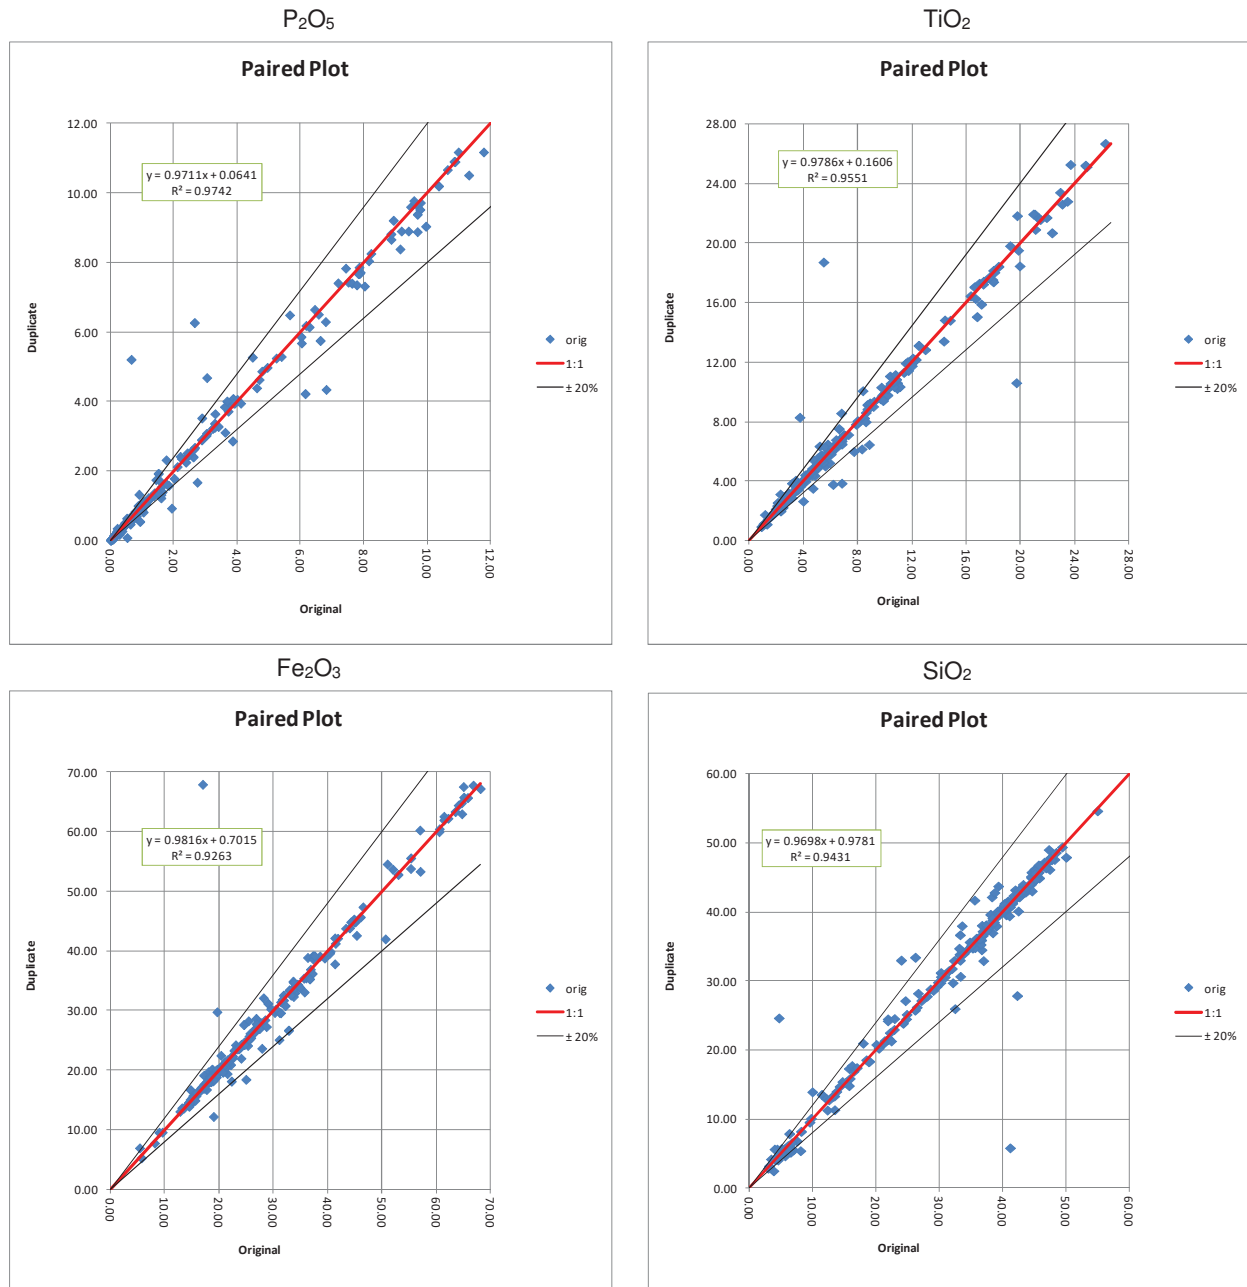 P₂O₅
Paired Plot
12.00
10.00
8.00
6.00
4.00
2.00
0.00
Duplicate
y = 0.9711x + 0.0641
R² = 0.9742
0.00
2.00
4.00
6.00
8.00
10.00
12.00
Original
orig
1:1
± 20%
TiO₂
Paired Plot
28.00
24.00
20.00
16.00
12.00
8.00
4.00
0.00
Duplicate
y = 0.9786x + 0.1606
R² = 0.9551
0.00
4.00
8.00
12.00
16.00
20.00
24.00
28.00
Original
orig
1:1
± 20%
Fe₂O₃
Paired Plot
70.00
60.00
50.00
40.00
30.00
20.00
10.00
0.00
Duplicate
y = 0.9816x + 0.7015
R² = 0.9263
0.00
10.00
20.00
30.00
40.00
50.00
60.00
70.00
Original
orig
1:1
± 20%
SiO₂
Paired Plot
60.00
50.00
40.00
30.00
20.00
10.00
0.00
Duplicate
y = 0.9698x + 0.9781
R² = 0.9431
0.00
10.00
20.00
30.00
40.00
50.00
60.00
Original
orig
1:1
± 20%